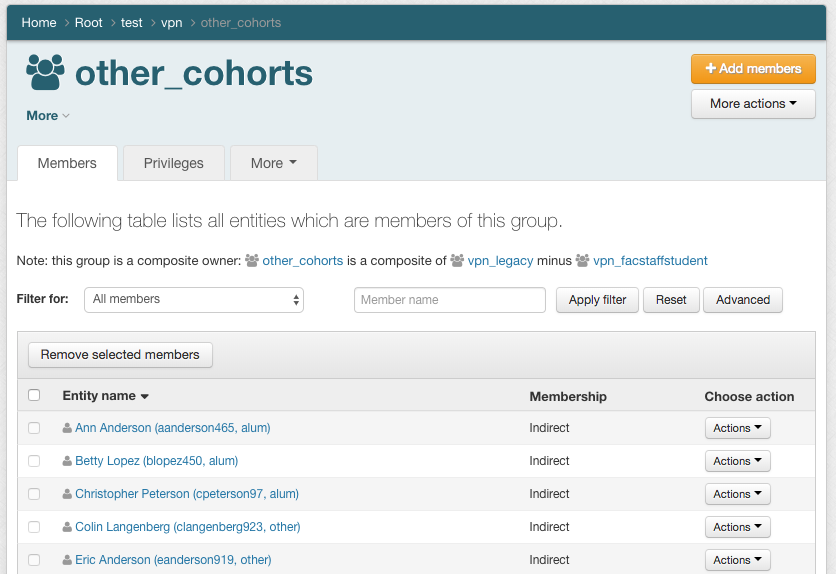 Home > Root > test > vpn > other_cohorts
other_cohorts
+ Add members
More actions
More
Members Privileges More
The following table lists all entities which are members of this group.
Note: this group is a composite owner: other_cohorts is a composite of vpn_legacy minus vpn_facstaffstudent
Filter for: All members Member name Apply filter Reset Advanced
Remove selected members
Entity name Membership Choose action
Ann Anderson (aanderson465, alum) Indirect Actions
Betty Lopez (blopez450, alum) Indirect Actions
Christopher Peterson (cpeterson97, alum) Indirect Actions
Colin Langenberg (clangenberg923, other) Indirect Actions
Eric Anderson (eanderson919, other) Indirect Actions